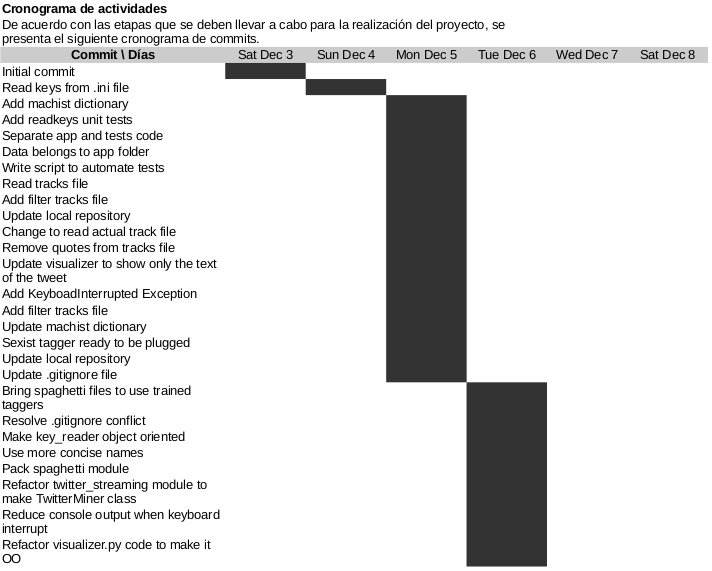 Cronograma de actividades
De acuerdo con las etapas que se deben llevar a cabo para la realización del proyecto, se
presenta el siguiente cronograma de commits.
Commit \ Días Sat Dec 3 Sun Dec 4 Mon Dec 5 Tue Dec 6 Wed Dec 7 Sat Dec 8
Initial commit
Read keys from .ini file
Add machist dictionary
Add readkeys unit tests
Separate app and tests code
Data belongs to app folder
Write script to automate tests
Read tracks file
Add filter tracks file
Update local repository
Change to read actual track file
Remove quotes from tracks file
Update visualizer to show only the text
of the tweet
Add KeyboadInterrupted Exception
Add filter tracks file
Update machist dictionary
Sexist tagger ready to be plugged
Update local repository
Update .gitignore file
Bring spaghetti files to use trained
taggers
Resolve .gitignore conflict
Make key_reader object oriented
Use more concise names
Pack spaghetti module
Refactor twitter_streaming module to
make TwitterMiner class
Reduce console output when keyboard
interrupt
Refactor visualizer.py code to make it
OO